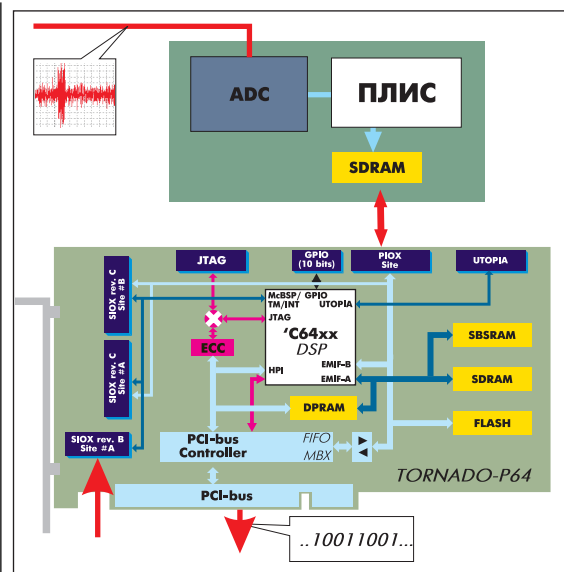 ADC
ПЛИС
SDRAM
SIOX rev. C
Site #B
JTAG
GPIO
(10 bits)
PIOX
Site
UTOPIA
McBSP/ GPIO
TM/INT UTOPIA
JTAG
'C64xx
DSP
ECC
HPI
EMIF-B
EMIF-A
SBSRAM
SDRAM
SIOX rev. C
Site #A
DPRAM
FLASH
SIOX rev. B
Site #A
PCI-bus
Controller
FIFO
MBX
TORNADO-P64
PCI-bus
..10011001...